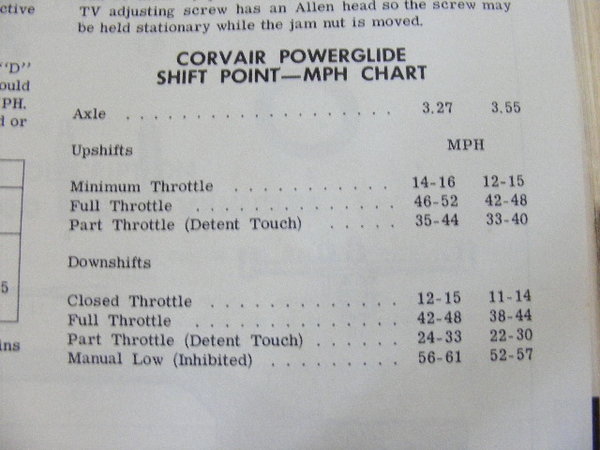 TV adjusting screw has an Allen head so the screw may
be held stationary while the jam nut is moved.
CORVAIR POWERGLIDE
SHIFT POINT—MPH CHART
Axle . . . . . . . . . . . . . . . . . . 3.27 3.55
Upshifts MPH
Minimum Throttle . . . . . . . . . . . 14-16 12-15
Full Throttle . . . . . . . . . . . . . . 46-52 42-48
Part Throttle (Detent Touch) . . . . . 35-44 33-40
Downshifts
Closed Throttle . . . . . . . . . . . . . 12-15 11-14
Full Throttle . . . . . . . . . . . . . . 42-48 38-44
Part Throttle (Detent Touch) . . . . . . 24-33 22-30
Manual Low (Inhibited) . . . . . . . . . 56-61 52-57
"D"
PH.
or
5